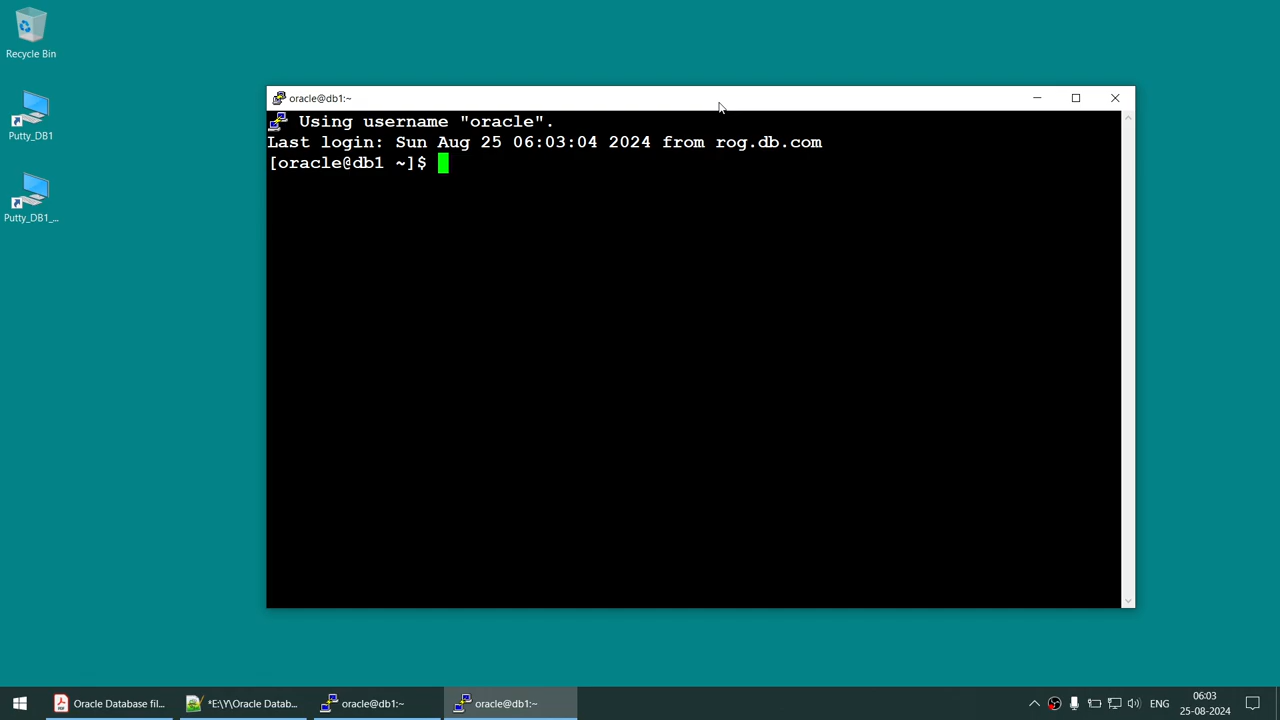 Recycle Bin
Putty_DB1
Putty_DB1_...
oracle@db1:~
Using username "oracle".
Last login: Sun Aug 25 06:03:04 2024 from rog.db.com
[oracle@db1 ~]$
Oracle Database fil...
*E\Y\Oracle Datab...
oracle@db1:~
oracle@db1:~
ENG
06:03
25-08-2024